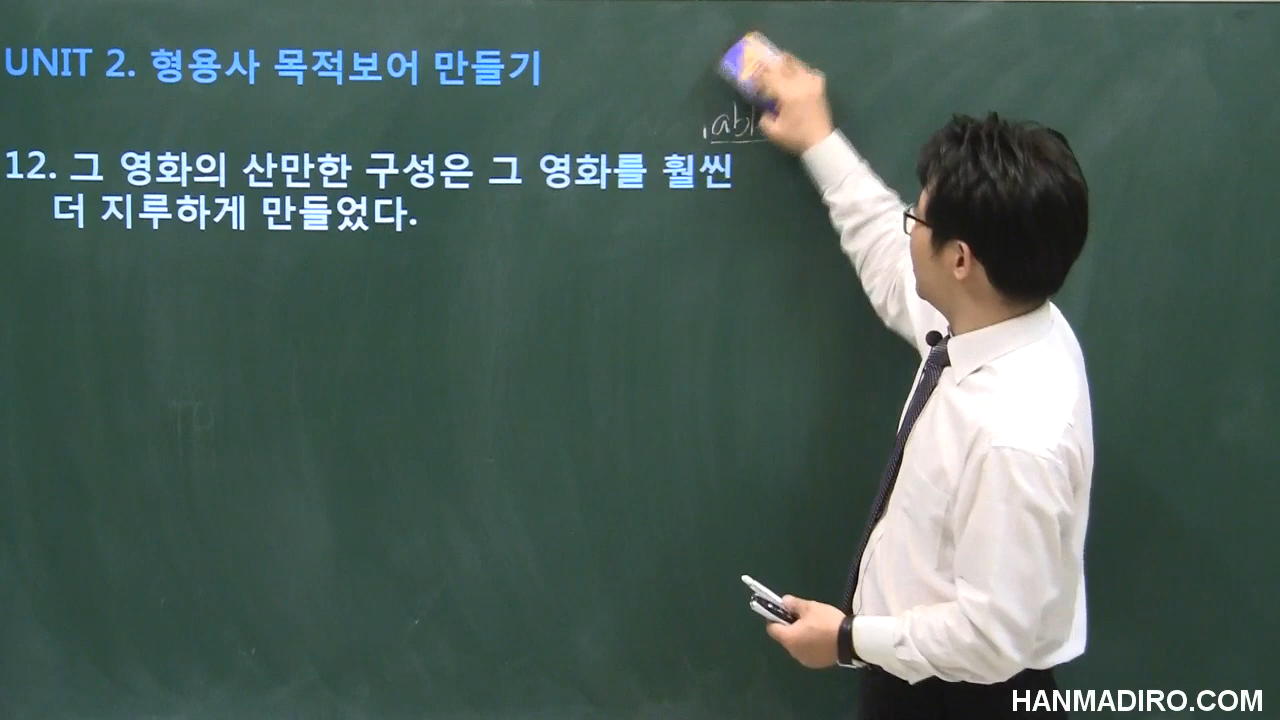 UNIT 2. 형용사 목적보어 만들기
12. 그 영화의 산만한 구성은 그 영화를 훨씬
더 지루하게 만들었다.
HANMADIRO.COM